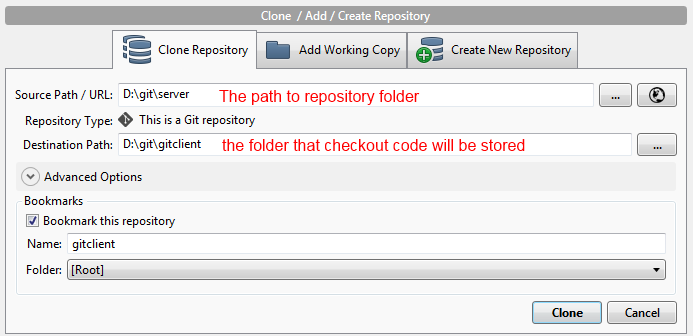 Clone / Add / Create Repository
Clone Repository
Add Working Copy
Create New Repository
Source Path / URL: D:\git\server The path to repository folder ...
Repository Type: This is a Git repository
Destination Path: D:\git\gitclient the folder that checkout code will be stored ...
Advanced Options
Bookmarks
Bookmark this repository
Name: gitclient
Folder: [Root]
Clone Cancel